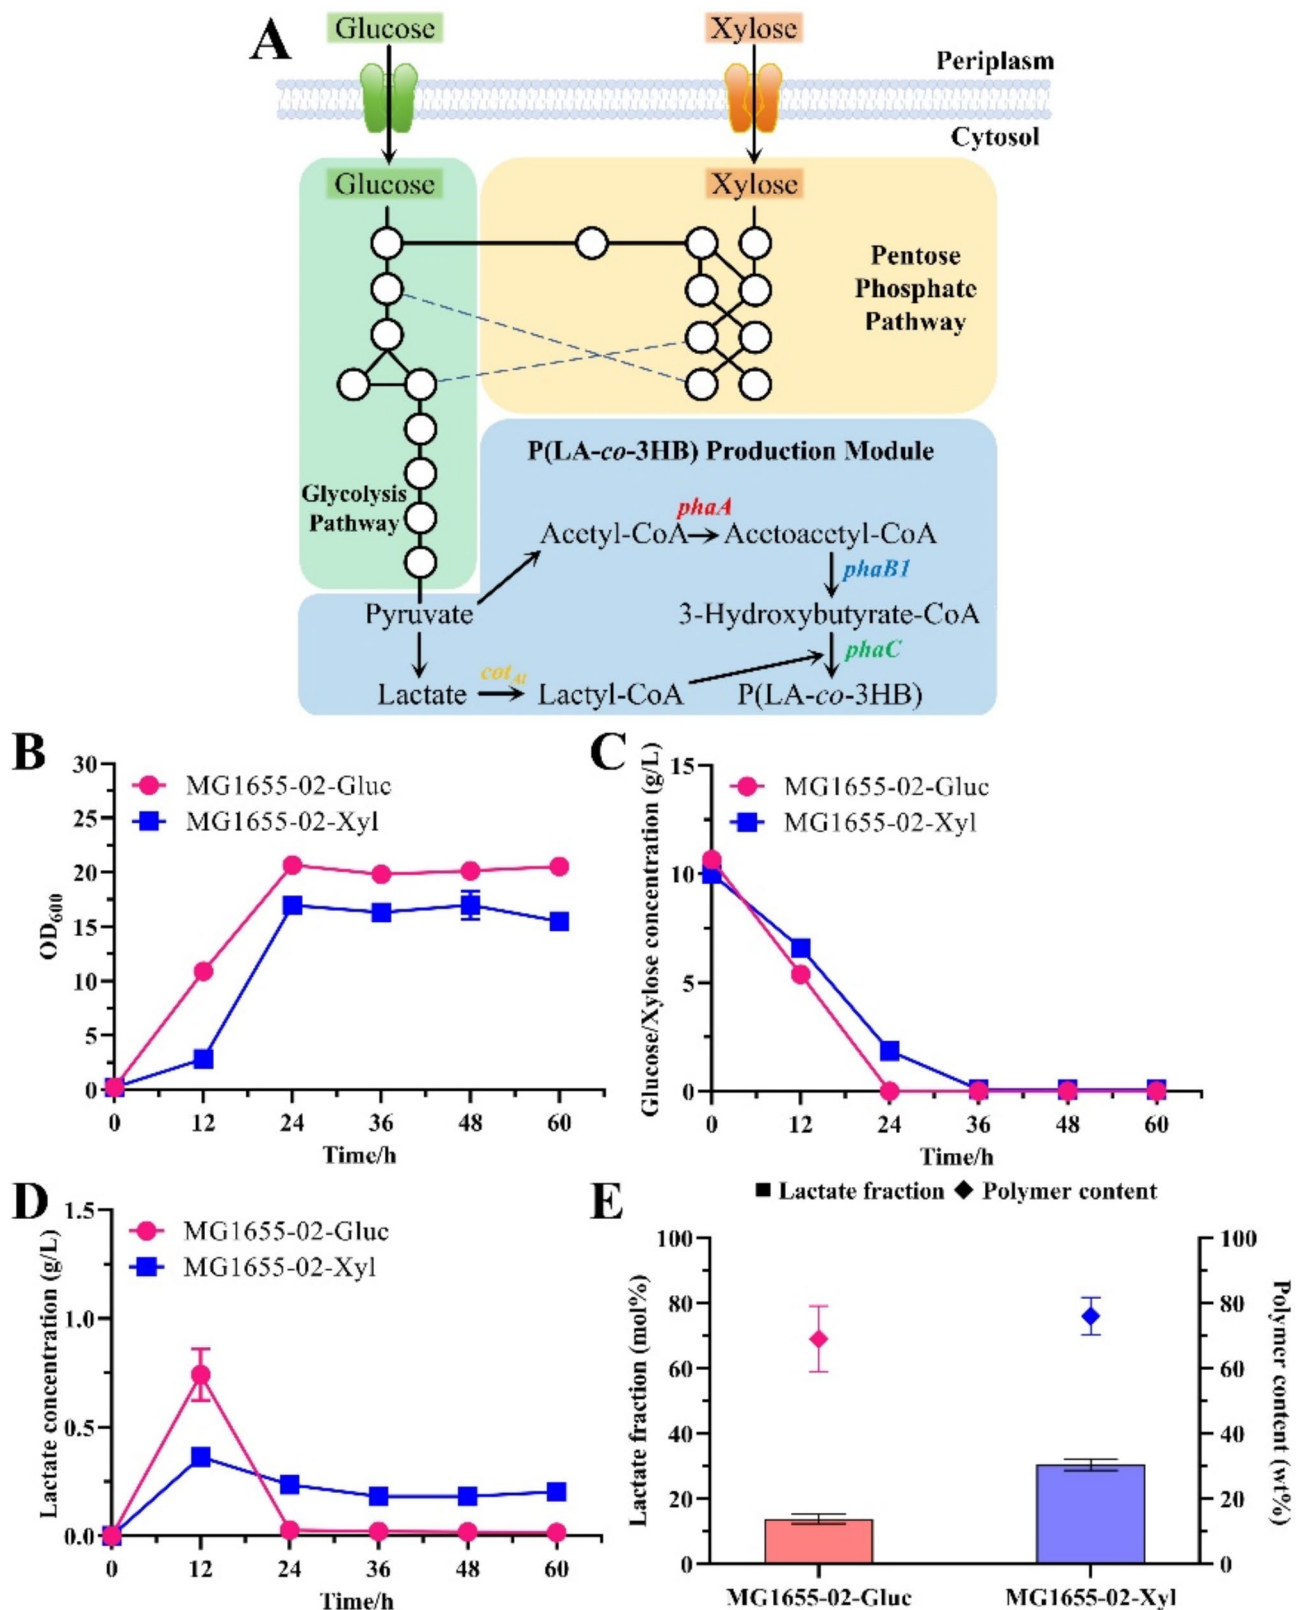 A
Glucose
Xylose
Periplasm
Cytosol
Glucose
Xylose
Pentose
Phosphate
Pathway
P(LA-co-3HB) Production Module
Glycolysis
Pathway
phaA
Acetyl-CoA
Acetoacetyl-CoA
phaB1
Pyruvate
3-Hydroxybutyrate-CoA
phaC
cot
Lactate
Lactyl-CoA
P(LA-co-3HB)
B
MG1655-02-Gluc
MG1655-02-Xyl
OD600
30
25
20
15
10
5
0
0 12 24 36 48 60
Time/h
C
MG1655-02-Gluc
MG1655-02-Xyl
Glucose/Xylose concentration (g/L)
15
10
5
0
0 12 24 36 48 60
Time/h
D
MG1655-02-Gluc
MG1655-02-Xyl
Lactate concentration (g/L)
1.5
1.0
0.5
0.0
0 12 24 36 48 60
Time/h
E
Lactate fraction Polymer content
Lactate fraction (mol%)
100
80
60
40
20
0
100
80
60
40
20
0
Polymer content (wt%)
MG1655-02-Gluc MG1655-02-Xyl